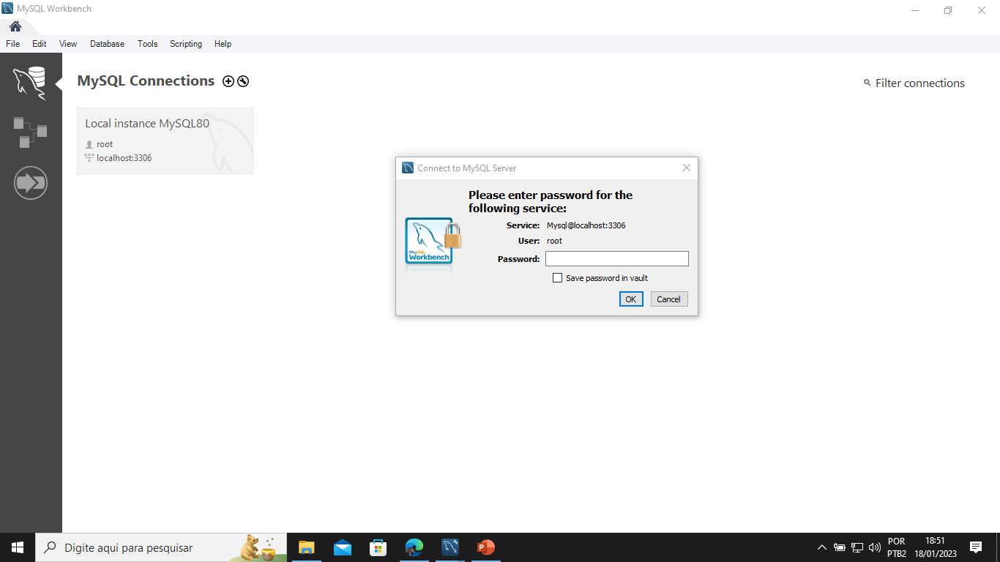 MySQL Workbench
File Edit View Database Tools Scripting Help
MySQL Connections
Filter connections
Local instance MySQL80
root
localhost:3306
Connect to MySQL Server
Please enter password for the
following service:
Service: Mysql@localhost:3306
User: root
Password:
Save password in vault
OK Cancel
MySQL
Workbench
Digite aqui para pesquisar
POR
PTB2
18:51
18/01/2023